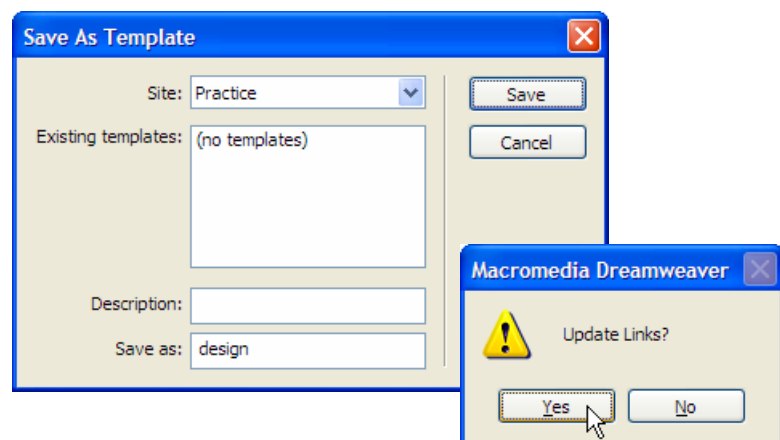 Save As Template
Site: Practice
Save
Existing templates: (no templates)
Cancel
Description:
Save as: design
Macromedia Dreamweaver
Update Links?
Yes
No